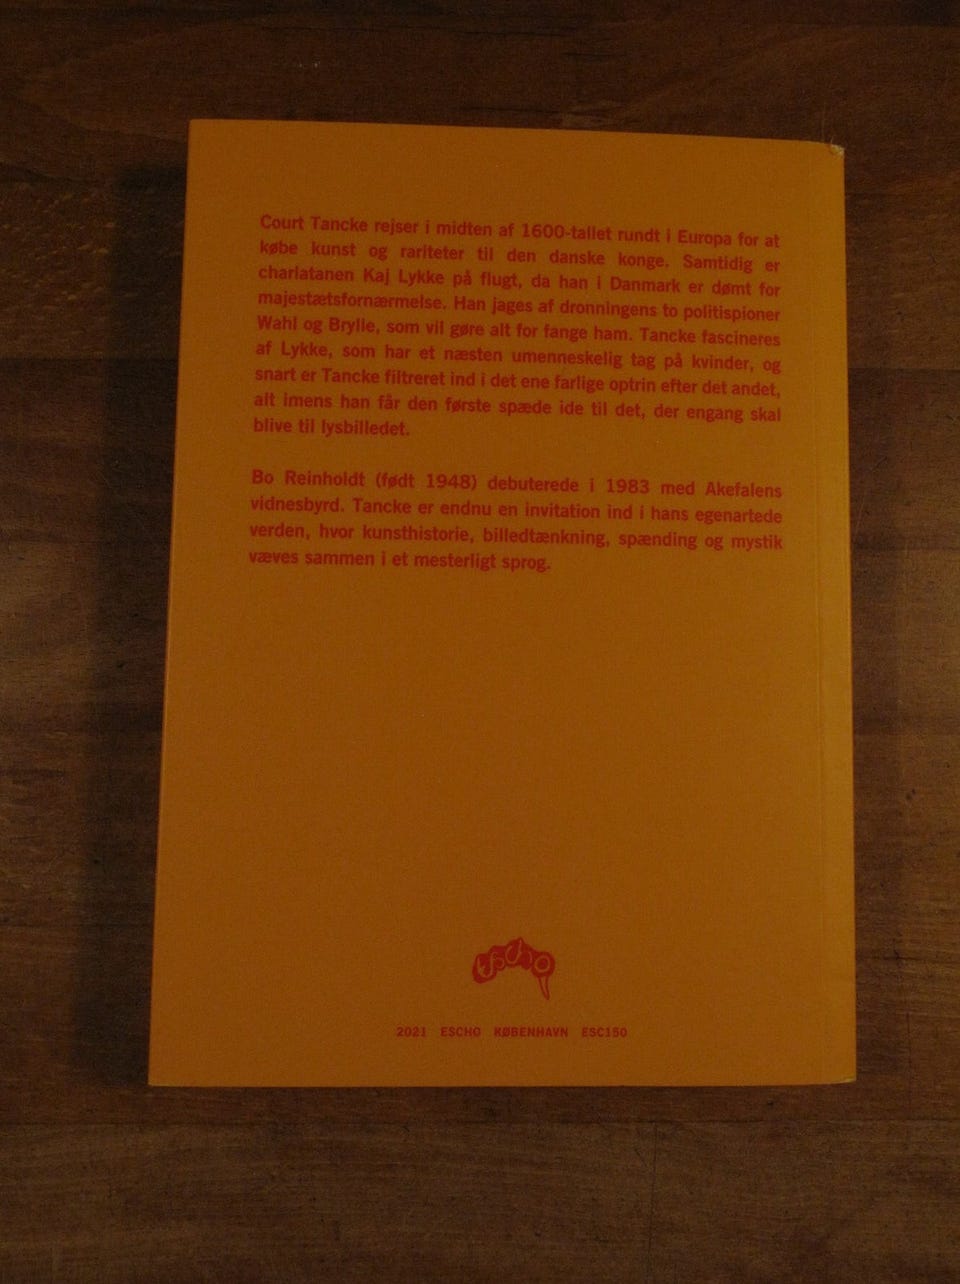 Court Tancke rejser i midten af 1600-tallet rundt i Europa for at
købe kunst og rariteter til den danske konge. Samtidig er
charlatanen Kaj Lykke på flugt, da han i Danmark er dømt for
majestætsfornærmelse. Han jages af dronningens to politispioner
Wahl og Brylle, som vil gøre alt for fange ham. Tancke fascineres
af Lykke, som har et næsten umenneskelig tag på kvinder, og
snart er Tancke filtreret ind i det ene farlige optrin efter det andet,
alt imens han får den første spæde ide til det, der engang skal
blive til lysbilledet.
Bo Reinholdt (født 1948) debuterede i 1983 med Akefalens
vidnesbyrd. Tancke er endnu en invitation ind i hans egenartede
verden, hvor kunsthistorie, billedtænkning, spænding og mystik
væves sammen i et mesterligt sprog.
escho
2021 ESCHO KØBENHAVN ESC150